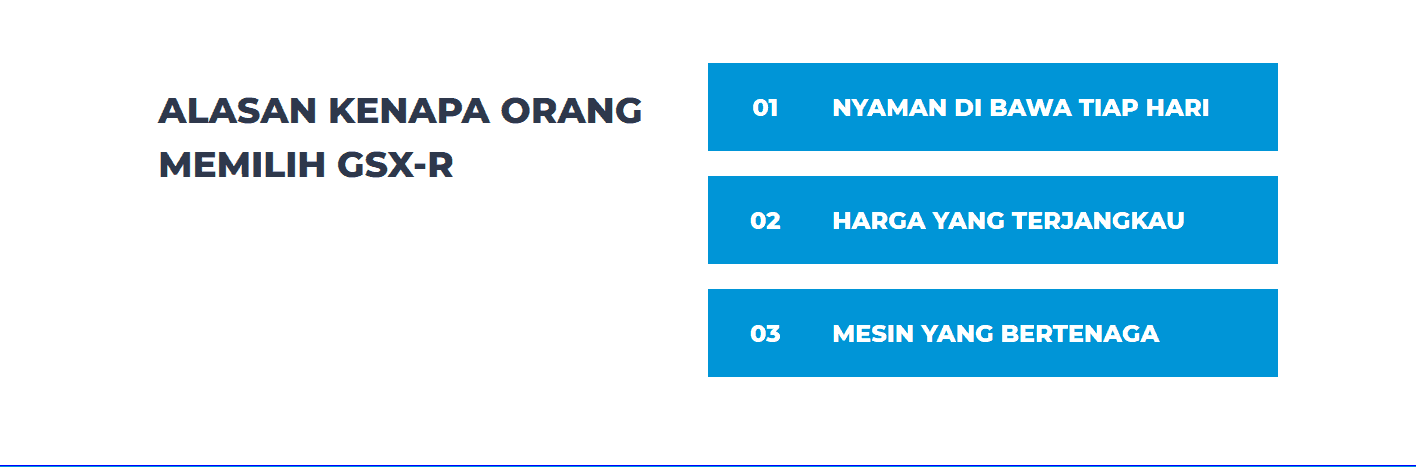 ALASAN KENAPA ORANG
MEMILIH GSX-R
01 NYAMAN DI BAWA TIAP HARI
02 HARGA YANG TERJANGKAU
03 MESIN YANG BERTENAGA